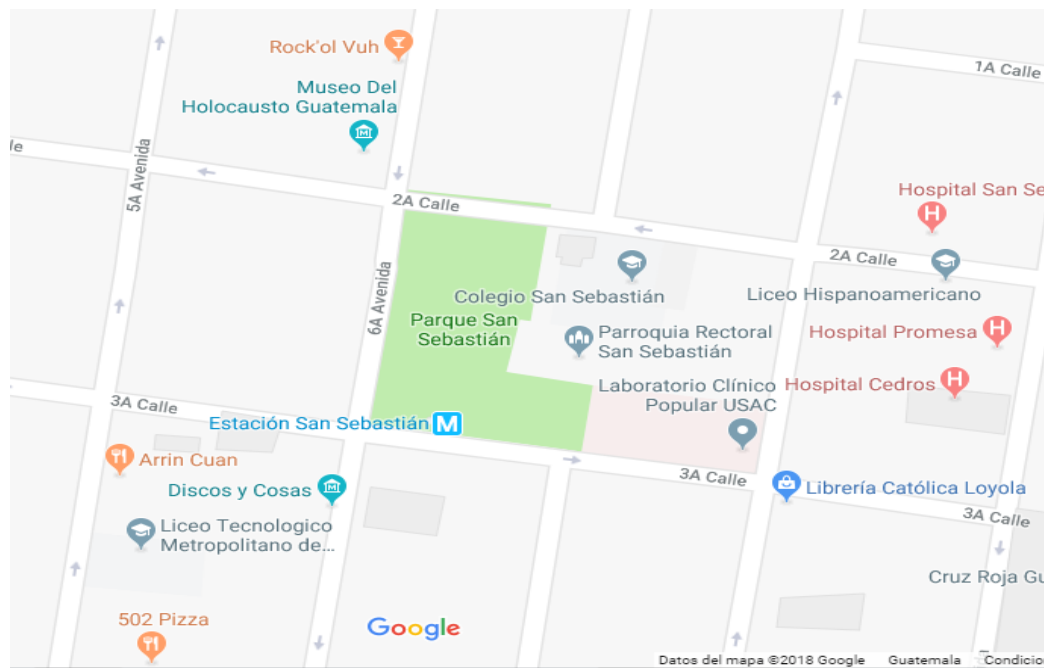 Rock'ol Vuh
1A Calle
Museo Del
Holocausto Guatemala
5A Avenida
2A Calle
Hospital San Se
2A Calle
Colegio San Sebastián
Liceo Hispanoamericano
6A Avenida
Parque San
Sebastián
Parroquia Rectoral
San Sebastián
Hospital Promesa
Laboratorio Clínico
Popular USAC
Hospital Cedros
3A Calle
Estación San Sebastián
M
Arrin Cuan
3A Calle
Discos y Cosas
Librería Católica Loyola
3A Calle
Liceo Tecnologico
Metropolitano de...
Cruz Roja Gu
502 Pizza
Google
Datos del mapa ©2018 Google Guatemala Condicio